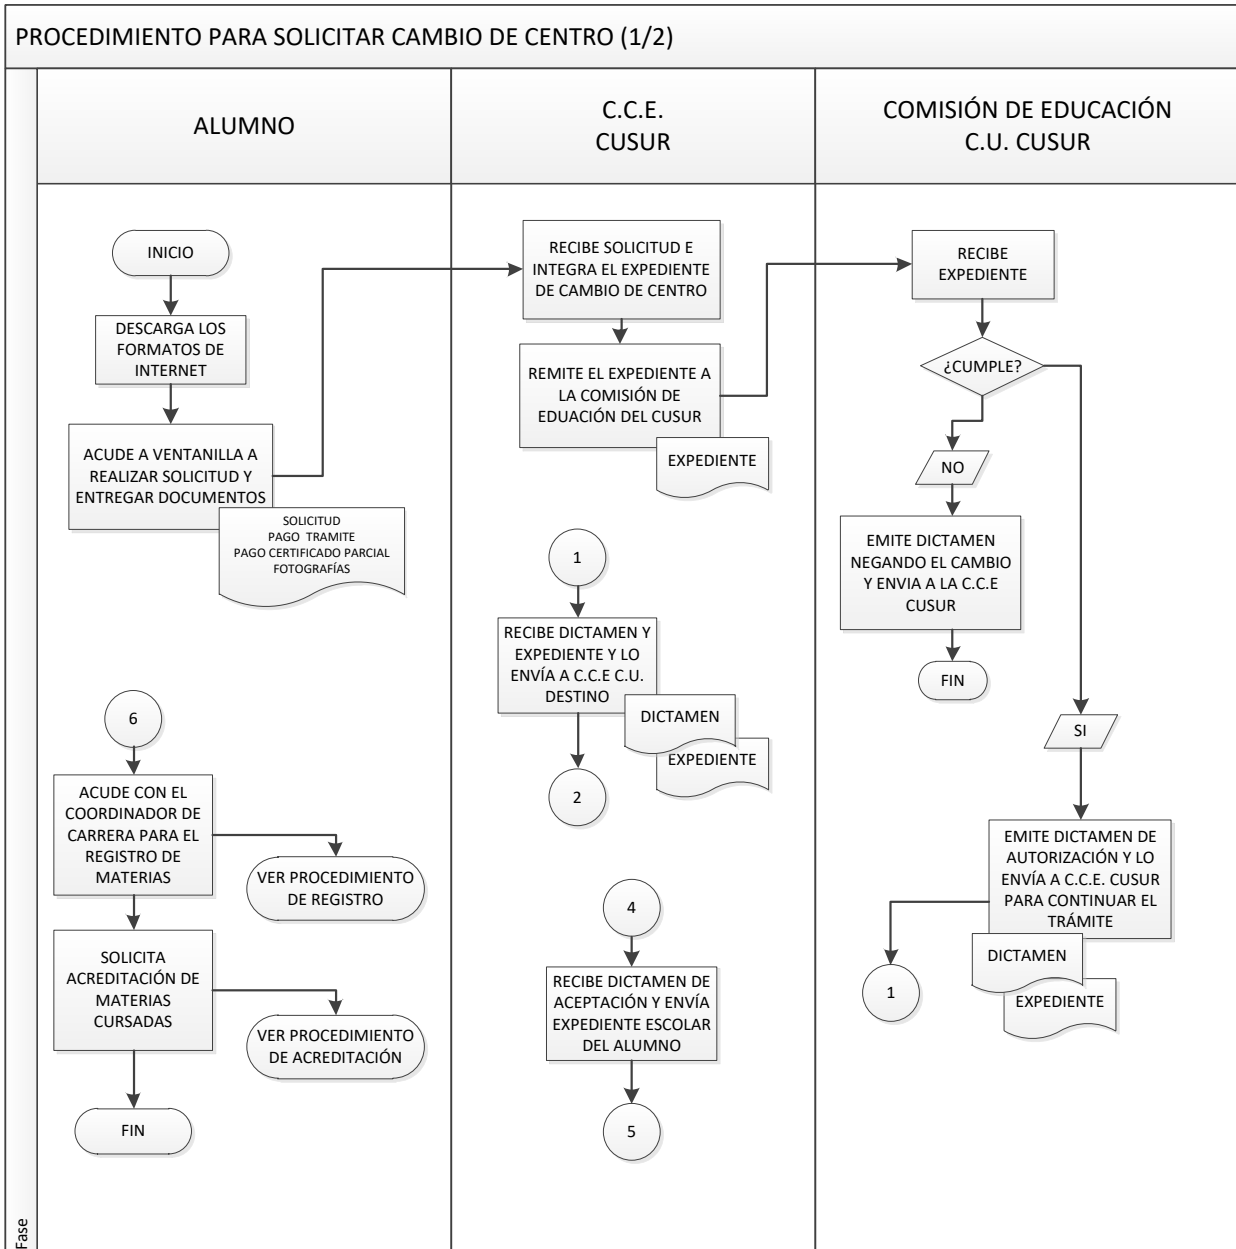 PROCEDIMIENTO PARA SOLICITAR CAMBIO DE CENTRO (1/2)
ALUMNO
C.C.E.
CUSUR
COMISIÓN DE EDUCACIÓN
C.U. CUSUR
INICIO
DESCARGA LOS
FORMATOS DE
INTERNET
ACUDE A VENTANILLA A
REALIZAR SOLICITUD Y
ENTREGAR DOCUMENTOS
SOLICITUD
PAGO TRAMITE
PAGO CERTIFICADO PARCIAL
FOTOGRAFÍAS
6
ACUDE CON EL
COORDINADOR DE
CARRERA PARA EL
REGISTRO DE
MATERIAS
VER PROCEDIMIENTO
DE REGISTRO
SOLICITA
ACREDITACIÓN DE
MATERIAS
CURSADAS
VER PROCEDIMIENTO
DE ACREDITACIÓN
FIN
RECIBE SOLICITUD E
INTEGRA EL EXPEDIENTE
DE CAMBIO DE CENTRO
REMITE EL EXPEDIENTE A
LA COMISIÓN DE
EDUACIÓN DEL CUSUR
EXPEDIENTE
1
RECIBE DICTAMEN Y
EXPEDIENTE Y LO
ENVÍA A C.C.E C.U.
DESTINO
DICTAMEN
EXPEDIENTE
2
4
RECIBE DICTAMEN DE
ACEPTACIÓN Y ENVÍA
EXPEDIENTE ESCOLAR
DEL ALUMNO
5
RECIBE
EXPEDIENTE
¿CUMPLE?
NO
EMITE DICTAMEN
NEGANDO EL CAMBIO
Y ENVIA A LA C.C.E
CUSUR
FIN
SI
EMITE DICTAMEN DE
AUTORIZACIÓN Y LO
ENVÍA A C.C.E. CUSUR
PARA CONTINUAR EL
TRÁMITE
DICTAMEN
EXPEDIENTE
1
Fase